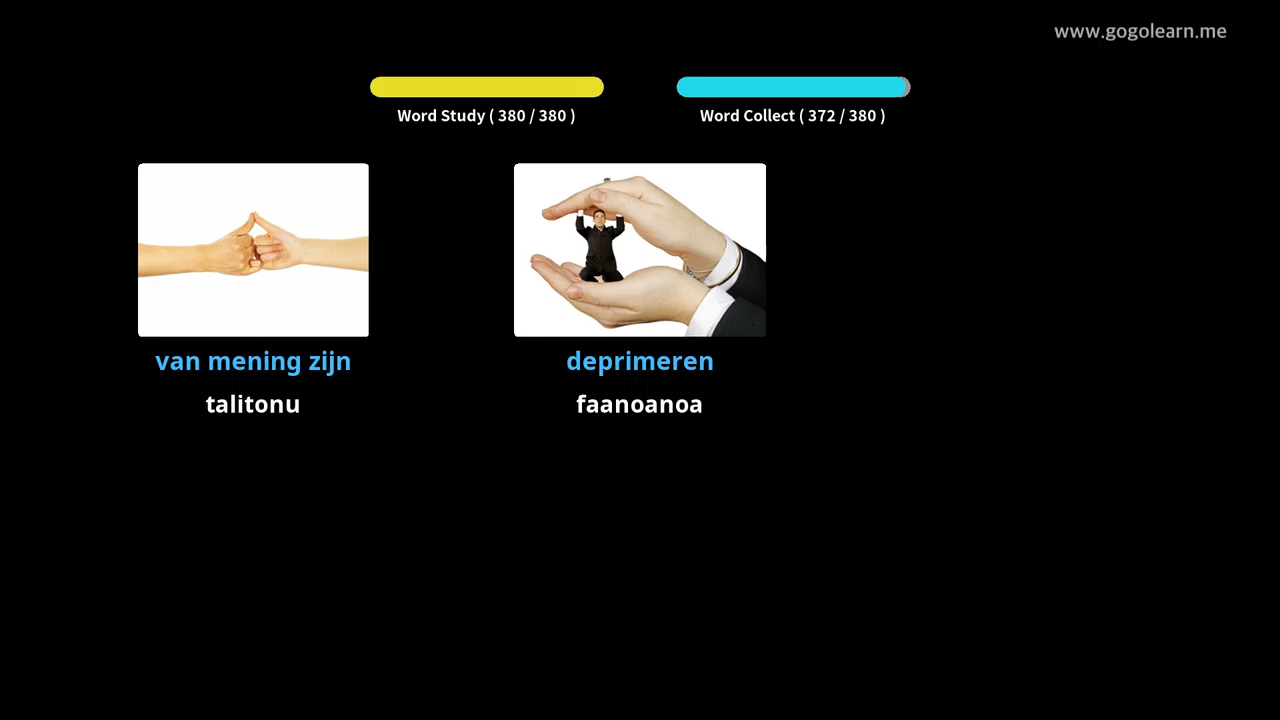 www.gogolearn.me
Word Study ( 380 / 380 )
Word Collect ( 372 / 380 )
van mening zijn
deprimeren
talitonu
faanoanoa